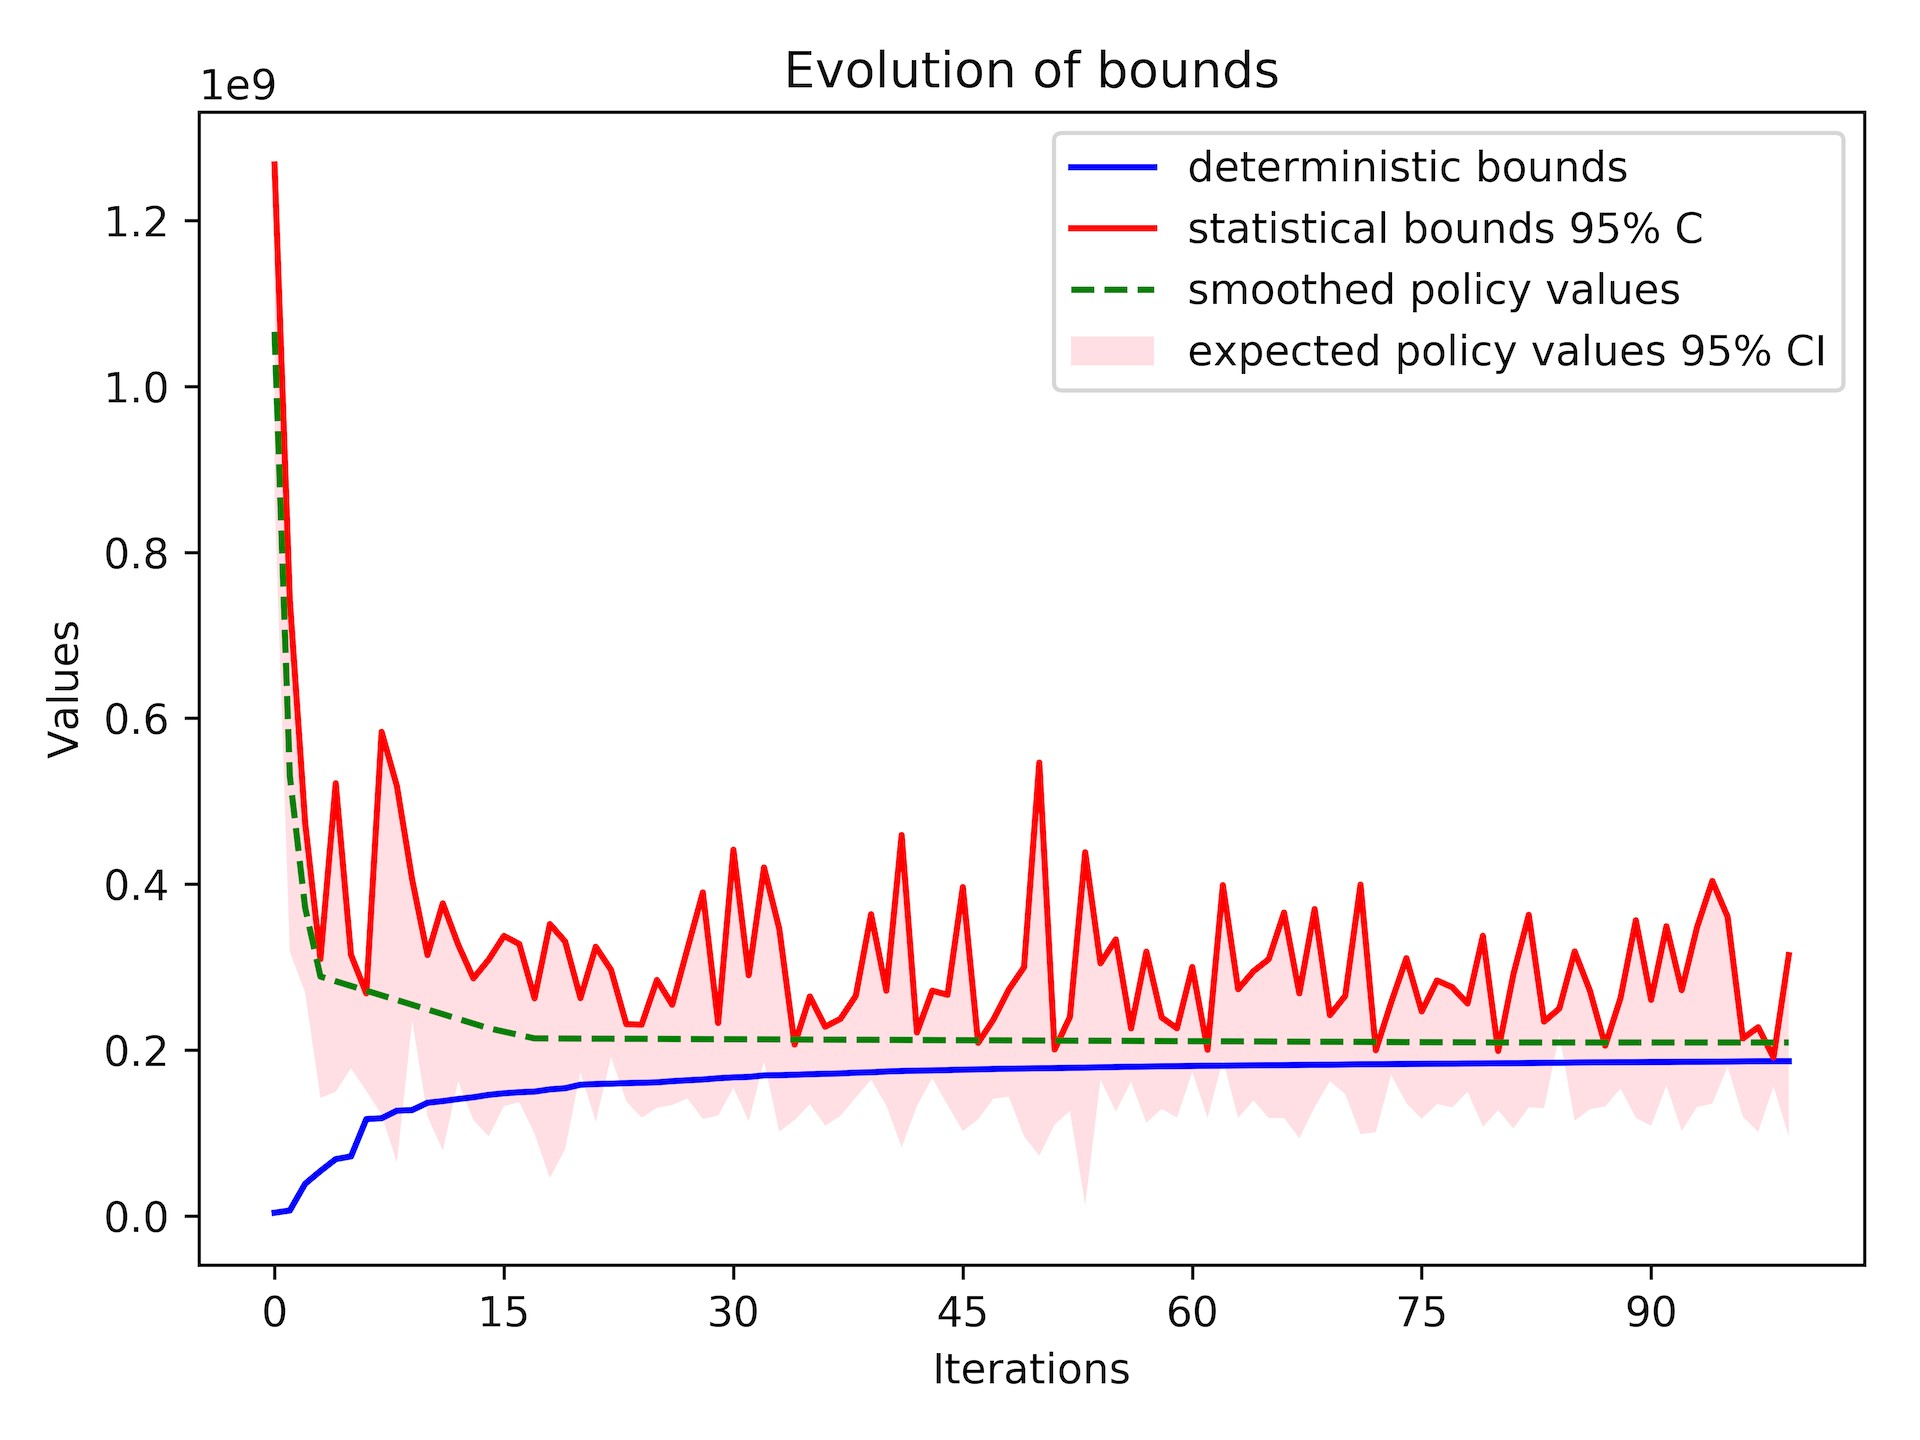 Evolution of bounds
1e9
deterministic bounds
statistical bounds 95% C
smoothed policy values
expected policy values 95% CI
1.2
1.0
0.8
0.6
0.4
0.2
0.0
Values
0 15 30 45 60 75 90
Iterations